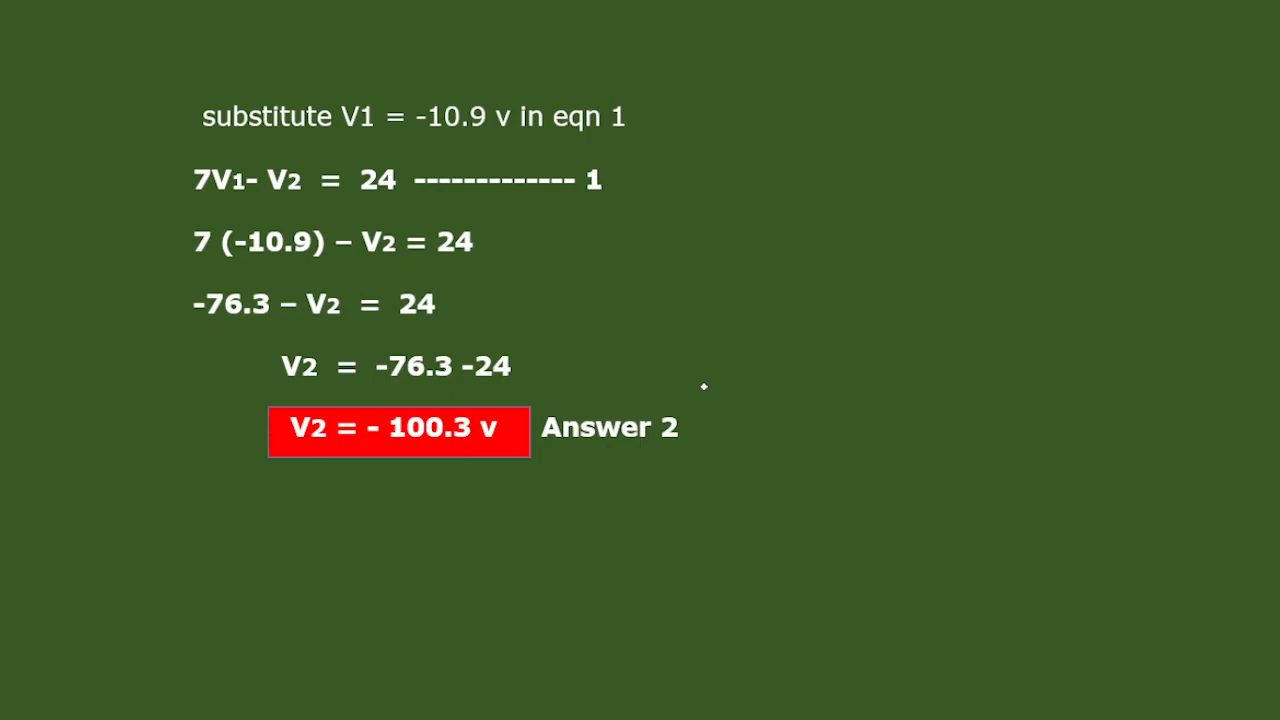 substitute V1 = -10.9 v in eqn 1
7V1- V2 = 24 ------------- 1
7 (-10.9) – V2 = 24
-76.3 – V2 = 24
V2 = -76.3 -24
V2 = - 100.3 v Answer 2